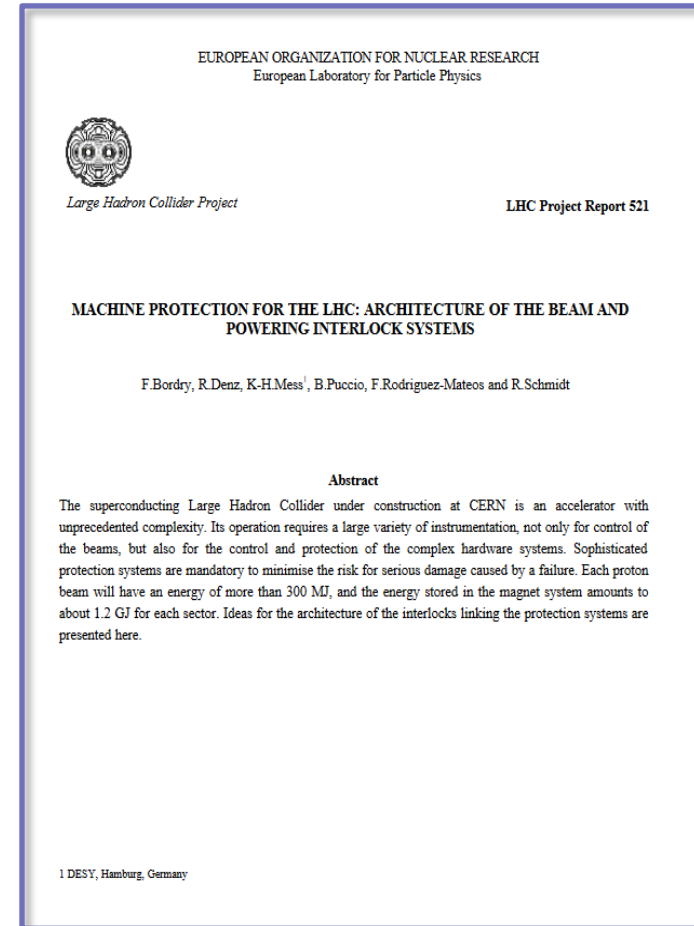 EUROPEAN ORGANIZATION FOR NUCLEAR RESEARCH
European Laboratory for Particle Physics
Large Hadron Collider Project
LHC Project Report 521
MACHINE PROTECTION FOR THE LHC: ARCHITECTURE OF THE BEAM AND
POWERING INTERLOCK SYSTEMS
F.Bordry, R.Denz, K-H.Mess¹, B.Puccio, F.Rodriguez-Mateos and R.Schmidt
Abstract
The superconducting Large Hadron Collider under construction at CERN is an accelerator with
unprecedented complexity. Its operation requires a large variety of instrumentation, not only for control of
the beams, but also for the control and protection of the complex hardware systems. Sophisticated
protection systems are mandatory to minimise the risk for serious damage caused by a failure. Each proton
beam will have an energy of more than 300 MJ, and the energy stored in the magnet system amounts to
about 1.2 GJ for each sector. Ideas for the architecture of the interlocks linking the protection systems are
presented here.
1 DESY, Hamburg, Germany